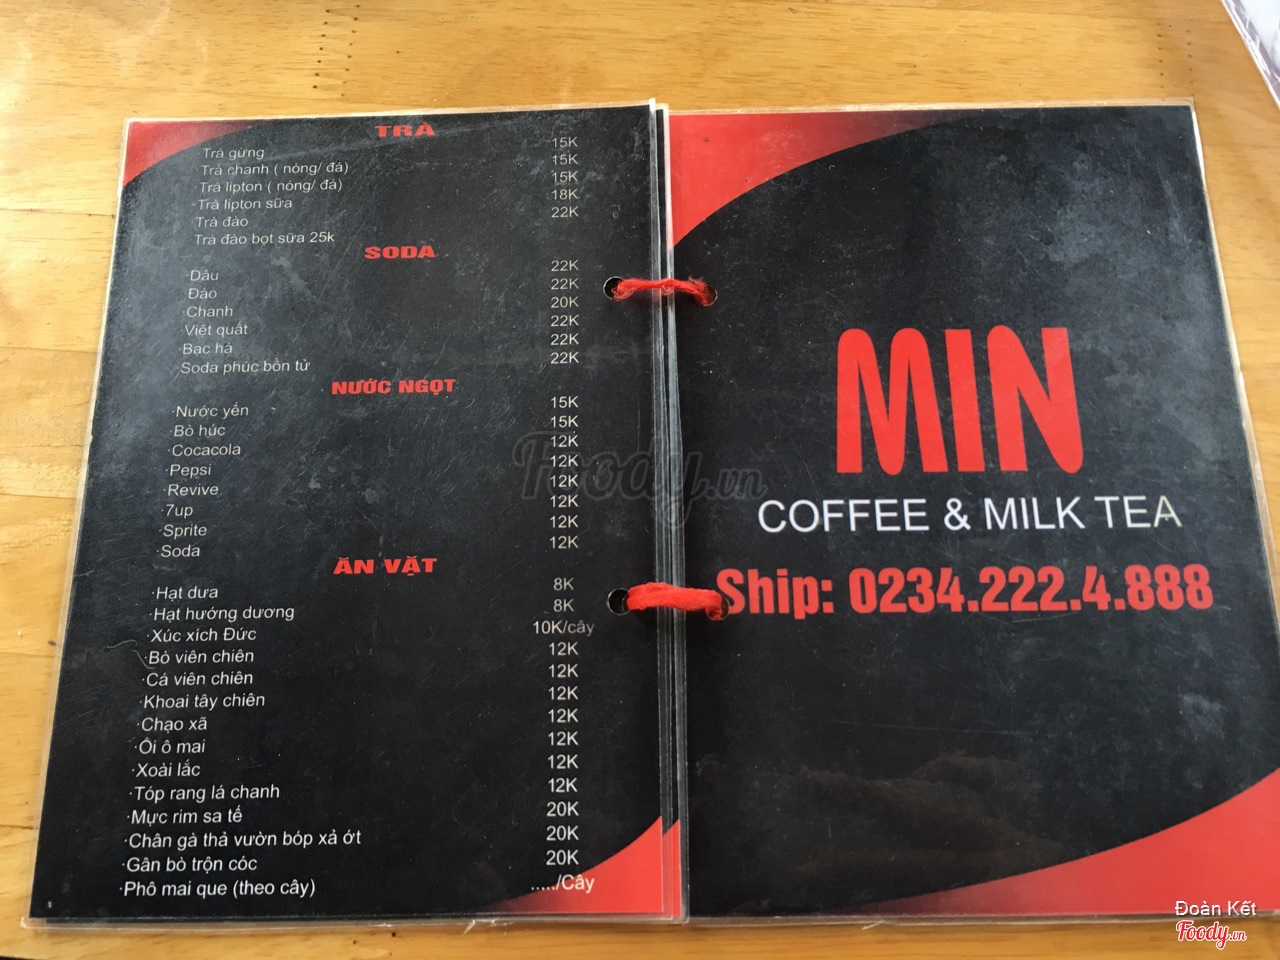 TRÀ
Trà gừng 15K
Trà chanh ( nóng/ đá) 15K
Trà lipton ( nóng/ đá) 15K
Trà lipton sữa 18K
Trà đào 22K
Trà đào bọt sữa 25k
SODA
·Dâu 22K
·Đào 22K
·Chanh 20K
·Việt quất 22K
·Bạc hà 22K
·Soda phúc bồn tử 22K
NƯỚC NGỌT
·Nước yến 15K
·Bò húc 15K
·Cocacola 12K
·Pepsi 12K
·Revive 12K
·7up 12K
·Sprite 12K
·Soda 12K
ĂN VẶT
·Hạt dưa 8K
·Hạt hướng dương 8K
·Xúc xích Đức 10K/cây
·Bò viên chiên 12K
·Cá viên chiên 12K
·Khoai tây chiên 12K
·Chạo xã 12K
·Ổi ô mai 12K
·Xoài lắc 12K
·Tóp rang lá chanh 12K
·Mực rim sa tế 20K
·Chân gà thả vườn bóp xả ớt 20K
·Gân bò trộn cóc 20K
·Phô mai que (theo cây) ...../Cây
MIN
COFFEE & MILK TEA
Ship: 0234.222.4.888
Foody.vn
Đoàn Kết
Foody.vn